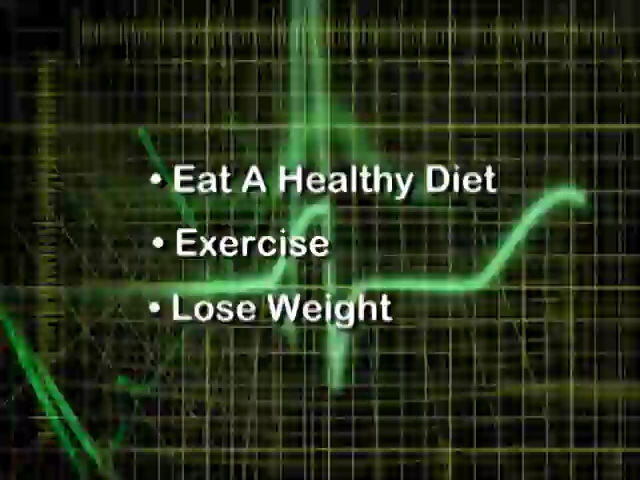 • Eat A Healthy Diet
• Exercise
• Lose Weight